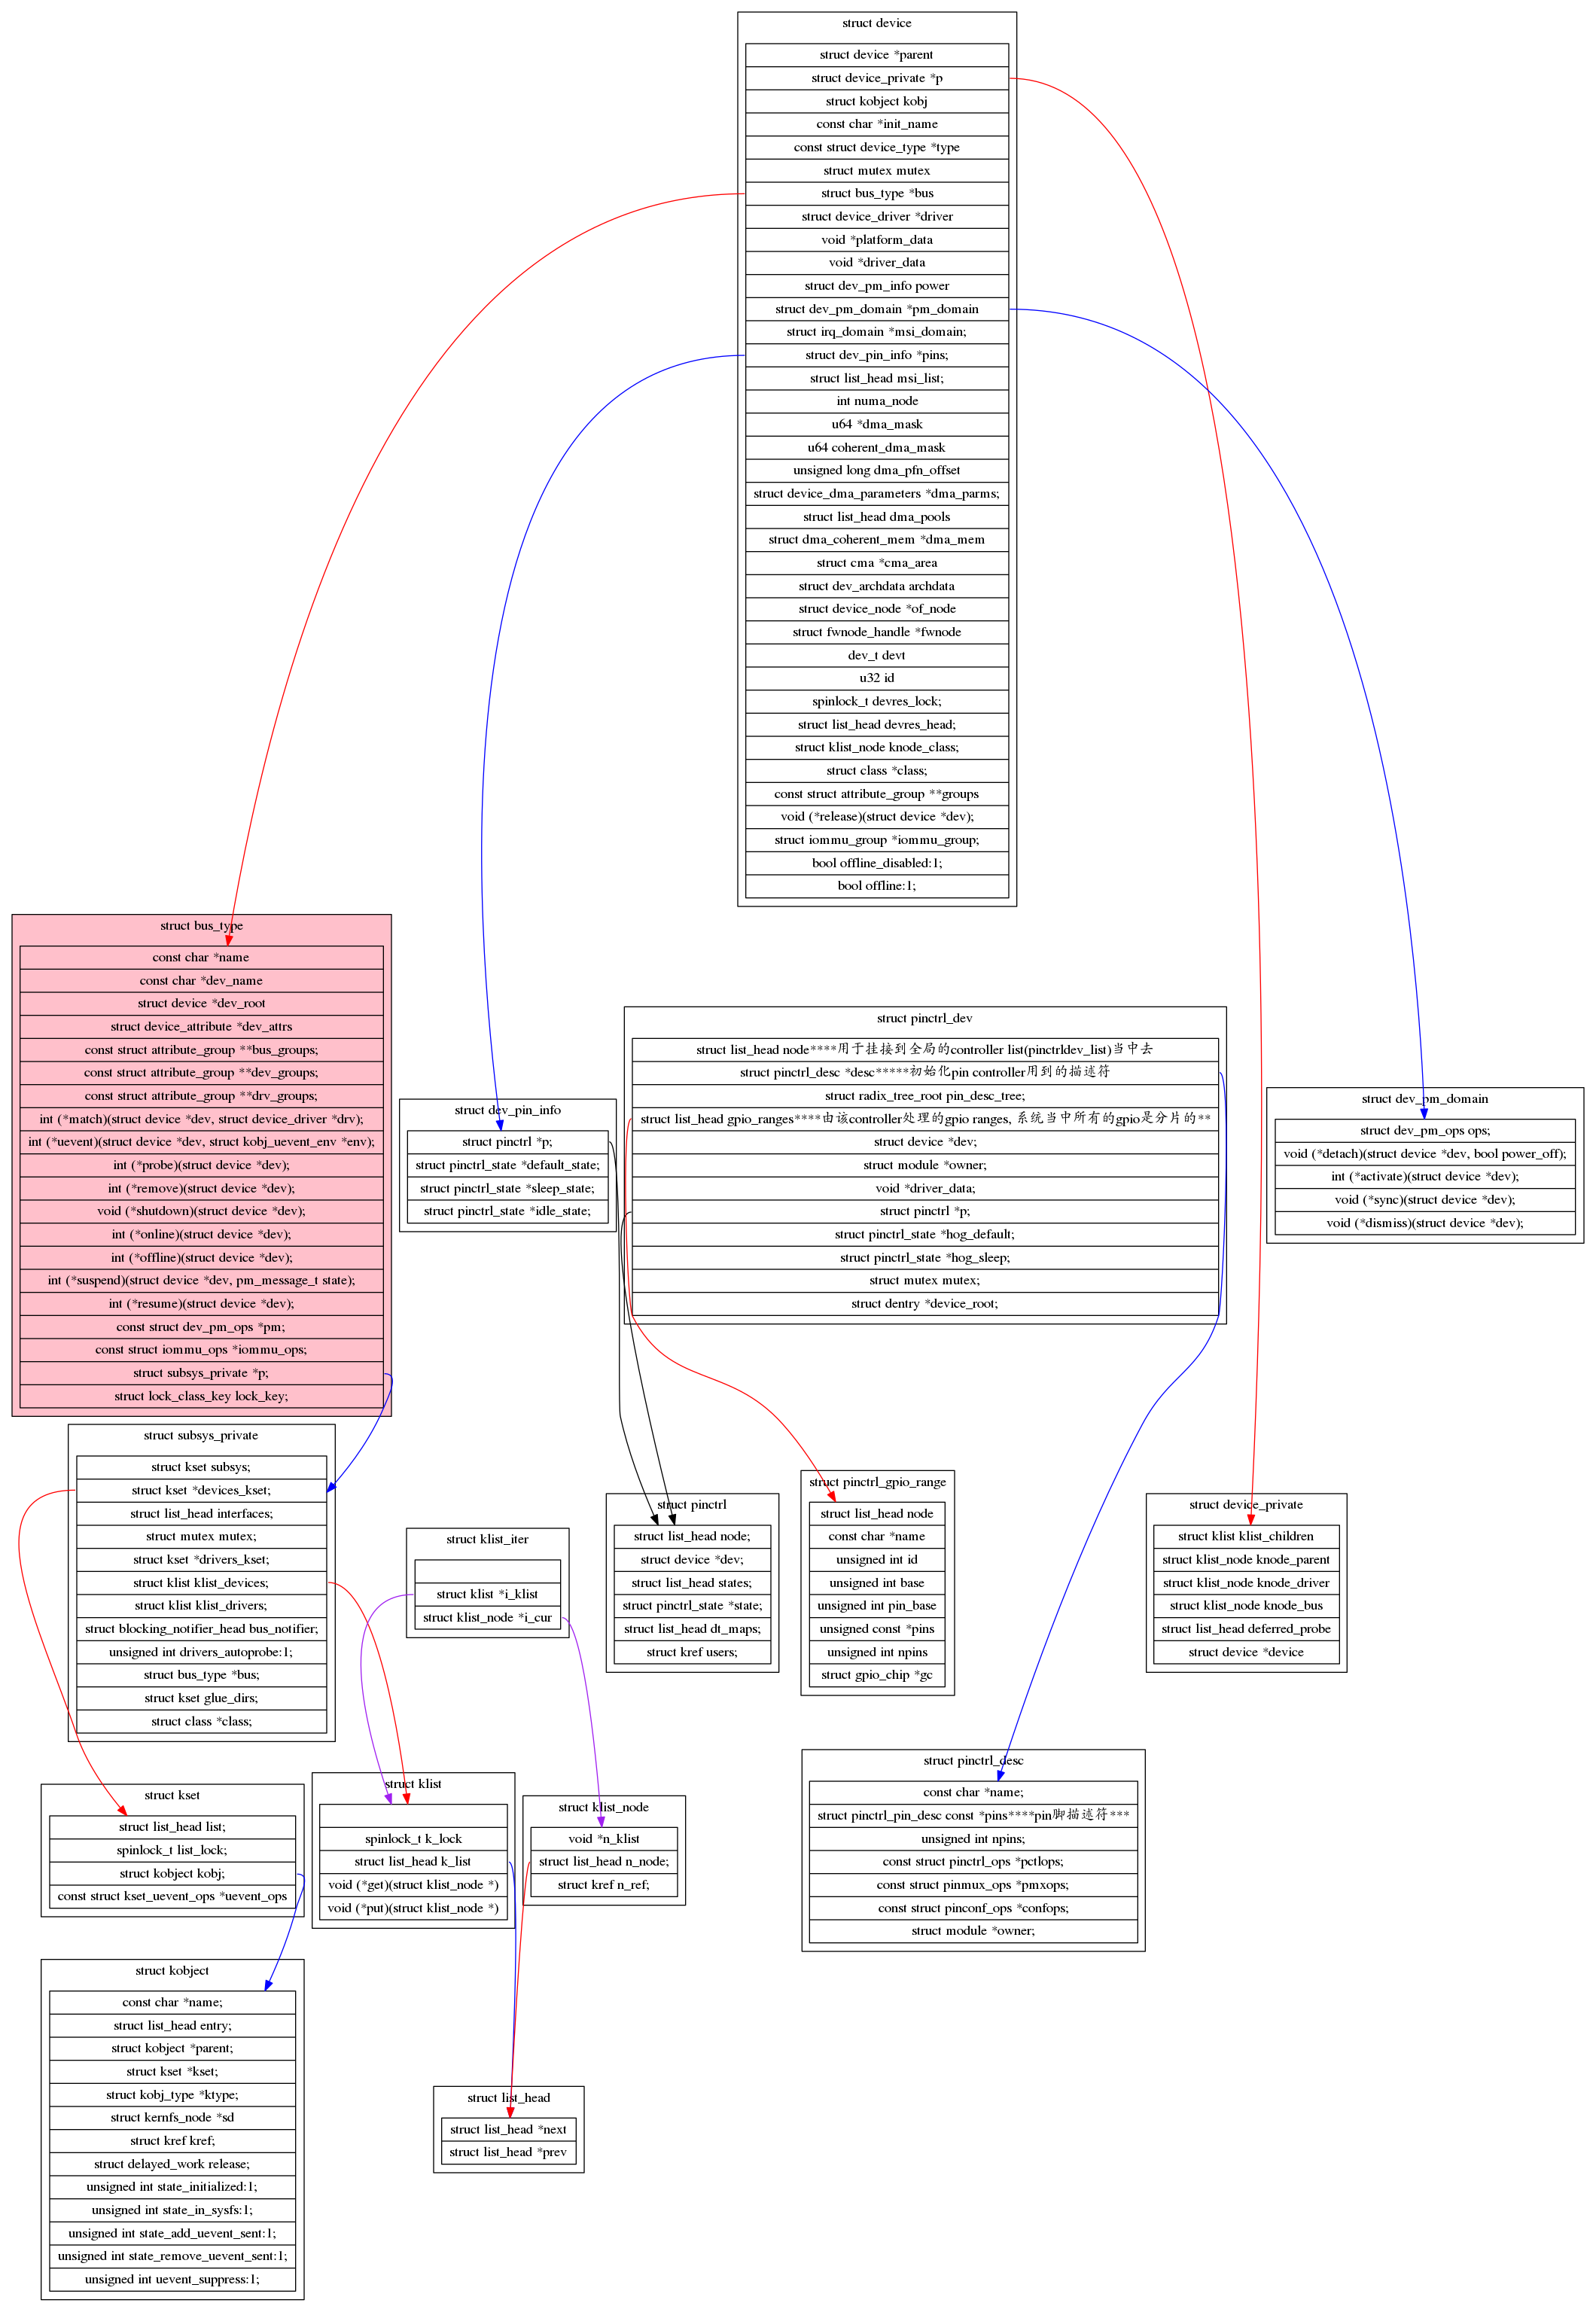 struct device
struct device *parent
struct device_private *p
struct kobject kobj
const char *init_name
const struct device_type *type
struct mutex mutex
struct bus_type *bus
struct device_driver *driver
void *platform_data
void *driver_data
struct dev_pm_info power
struct dev_pm_domain *pm_domain
struct irq_domain *msi_domain;
struct dev_pin_info *pins;
struct list_head msi_list;
int numa_node
u64 *dma_mask
u64 coherent_dma_mask
unsigned long dma_pfn_offset
struct device_dma_parameters *dma_parms;
struct list_head dma_pools
struct dma_coherent_mem *dma_mem
struct cma *cma_area
struct dev_archdata archdata
struct device_node *of_node
struct fwnode_handle *fwnode
dev_t devt
u32 id
spinlock_t devres_lock;
struct list_head devres_head;
struct klist_node knode_class;
struct class *class;
const struct attribute_group **groups
void (*release)(struct device *dev);
struct iommu_group *iommu_group;
bool offline_disabled:1;
bool offline:1;
struct bus_type
const char *name
const char *dev_name
struct device *dev_root
struct device_attribute *dev_attrs
const struct attribute_group **bus_groups;
const struct attribute_group **dev_groups;
const struct attribute_group **drv_groups;
int (*match)(struct device *dev, struct device_driver *drv);
int (*uevent)(struct device *dev, struct kobj_uevent_env *env);
int (*probe)(struct device *dev);
int (*remove)(struct device *dev);
void (*shutdown)(struct device *dev);
int (*online)(struct device *dev);
int (*offline)(struct device *dev);
int (*suspend)(struct device *dev, pm_message_t state);
int (*resume)(struct device *dev);
const struct dev_pm_ops *pm;
const struct iommu_ops *iommu_ops;
struct subsys_private *p;
struct lock_class_key lock_key;
struct dev_pin_info
struct pinctrl *p;
struct pinctrl_state *default_state;
struct pinctrl_state *sleep_state;
struct pinctrl_state *idle_state;
struct pinctrl_dev
struct list_head node****用于挂接到全局的controller list(pinctrldev_list)当中去
struct pinctrl_desc *desc*****初始化pin controller用到的描述符
struct radix_tree_root pin_desc_tree;
struct list_head gpio_ranges****由该controller处理的gpio ranges, 系统当中所有的gpio是分片的**
struct device *dev;
struct module *owner;
void *driver_data;
struct pinctrl *p;
struct pinctrl_state *hog_default;
struct pinctrl_state *hog_sleep;
struct mutex mutex;
struct dentry *device_root;
struct dev_pm_domain
struct dev_pm_ops ops;
void (*detach)(struct device *dev, bool power_off);
int (*activate)(struct device *dev);
void (*sync)(struct device *dev);
void (*dismiss)(struct device *dev);
struct subsys_private
struct kset subsys;
struct kset *devices_kset;
struct list_head interfaces;
struct mutex mutex;
struct kset *drivers_kset;
struct klist klist_devices;
struct klist klist_drivers;
struct blocking_notifier_head bus_notifier;
unsigned int drivers_autoprobe:1;
struct bus_type *bus;
struct kset glue_dirs;
struct class *class;
struct klist_iter
struct klist *i_klist
struct klist_node *i_cur
struct pinctrl
struct list_head node;
struct device *dev;
struct list_head states;
struct pinctrl_state *state;
struct list_head dt_maps;
struct kref users;
struct pinctrl_gpio_range
struct list_head node
const char *name
unsigned int id
unsigned int base
unsigned int pin_base
unsigned const *pins
unsigned int npins
struct gpio_chip *gc
struct device_private
struct klist klist_children
struct klist_node knode_parent
struct klist_node knode_driver
struct klist_node knode_bus
struct list_head deferred_probe
struct device *device
struct kset
struct list_head list;
spinlock_t list_lock;
struct kobject kobj;
const struct kset_uevent_ops *uevent_ops
struct klist
spinlock_t k_lock
struct list_head k_list
void (*get)(struct klist_node *)
void (*put)(struct klist_node *)
struct klist_node
void *n_klist
struct list_head n_node;
struct kref n_ref;
struct pinctrl_desc
const char *name;
struct pinctrl_pin_desc const *pins****pin脚描述符***
unsigned int npins;
const struct pinctrl_ops *pctlops;
const struct pinmux_ops *pmxops;
const struct pinconf_ops *confops;
struct module *owner;
struct kobject
const char *name;
struct list_head entry;
struct kobject *parent;
struct kset *kset;
struct kobj_type *ktype;
struct kernfs_node *sd
struct kref kref;
struct delayed_work release;
unsigned int state_initialized:1;
unsigned int state_in_sysfs:1;
unsigned int state_add_uevent_sent:1;
unsigned int state_remove_uevent_sent:1;
unsigned int uevent_suppress:1;
struct list_head
struct list_head *next
struct list_head *prev